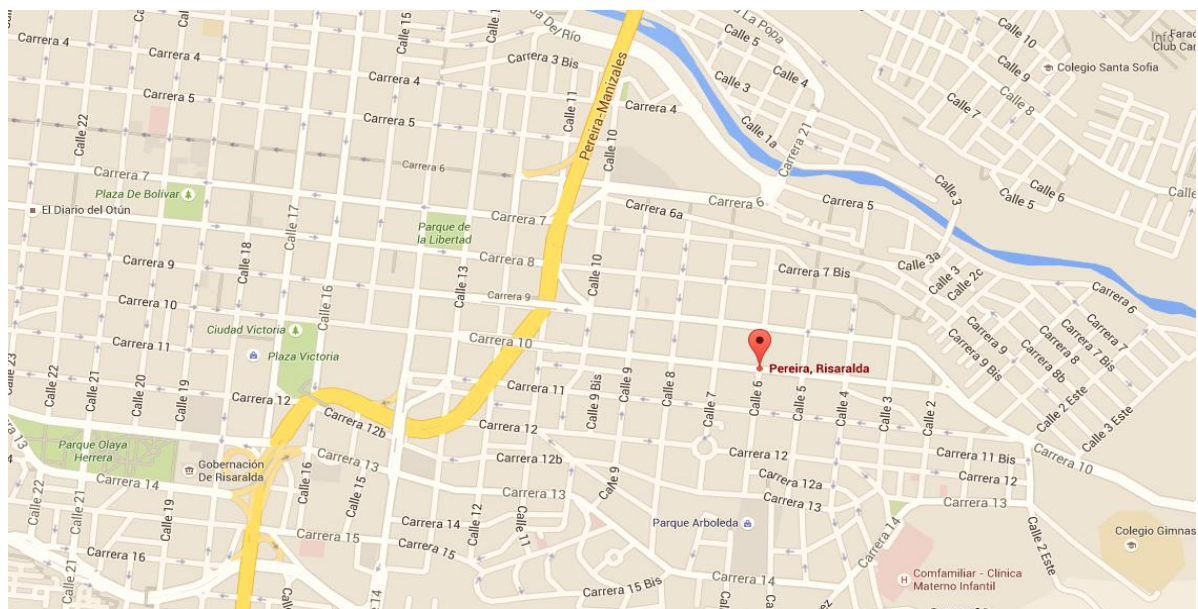 Carrera 4
Calle 15
Carrera 3 Bis
La Popa
Calle 5
Calle 4
Calle 3
Calle 10
Calle 9
Calle 8
Colegio Santa Sofia
Calle 7
Carrera 4
Carrera 5
Calle 22
Carrera 5
Calle 11
Pereira-Manizales
Calle 10
Carrera 4
Calle 1a
Carrera 21
Carrera 6
Carrera 7
Plaza De Bolívar
El Diario del Otún
Calle 17
Parque de
la Libertad
Carrera 7
Carrera 6a
Carrera 6
Carrera 5
Calle 3
Calle 5
Calle 6
Carrera 9
Calle 18
Calle 16
Calle 13
Carrera 8
Calle 10
Carrera 7 Bis
Calle 3a
Calle 3
Calle 2c
Carrera 6
Carrera 10
Carrera 9
Ciudad Victoria
Plaza Victoria
Carrera 11
Carrera 10
Pereira, Risaralda
Carrera 9
Carrera 9 Bis
Carrera 8b
Carrera 8
Carrera 7 Bis
Carrera 7
Calle 22
Calle 21
Calle 20
Calle 19
Carrera 12
Carrera 12b
Carrera 11
Calle 9 Bis
Calle 9
Calle 8
Calle 7
Calle 6
Calle 5
Calle 4
Calle 3
Calle 2
Calle 2 Este
Calle 3 Este
Carrera 13
Parque Olaya
Herrera
Gobernación
De Risaralda
Carrera 12
Carrera 12b
Carrera 12
Carrera 12a
Carrera 11 Bis
Carrera 12
Carrera 10
Carrera 14
Calle 16
Calle 15
Carrera 13
Carrera 13
Calle 9
Carrera 13
Carrera 13
Calle 22
Calle 21
Calle 19
Carrera 14
Calle 12
Calle 11
Parque Arboleda
Carrera 14
Calle 2 Este
Colegio Gimnas
Carrera 16
Carrera 15
Carrera 15
Calle 21
Carrera 15 Bis
Carrera 14
Comfamiliar - Clínica
Materno Infantil